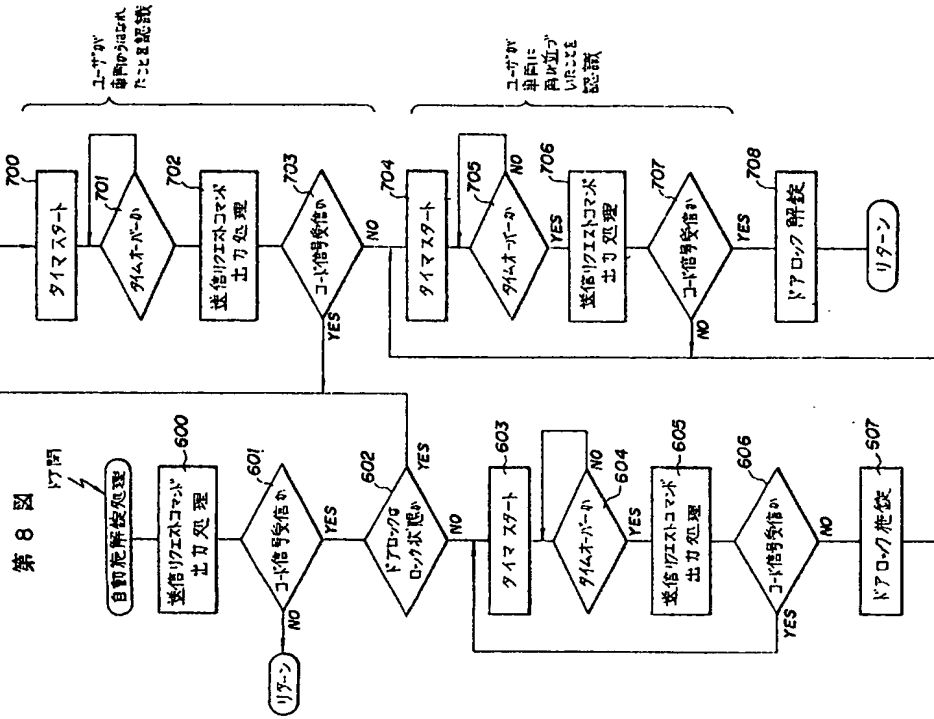 第8図
ドア閉
自動施解錠処理
600
送信リクエストコマンド
出力処理
601
コード信号受信か
NO
リターン
YES
602
ドアロックは
ロック状態か
YES
NO
603
タイマスタート
604
タイムオーバーか
NO
YES
605
送信リクエストコマンド
出力処理
606
コード信号受信か
YES
NO
607
ドアロック施錠
700
タイマスタート
701
タイムオーバーか
702
送信リクエストコマンド
出力処理
703
コード信号受信か
YES
NO
ユーザが
車両からはなれ
たことを認識
704
タイマスタート
705
タイムオーバーか
NO
YES
706
送信リクエストコマンド
出力処理
707
コード信号受信か
NO
YES
708
ドアロック解錠
リターン
ユーザが
車両に
再び近づ
いたことを
認識